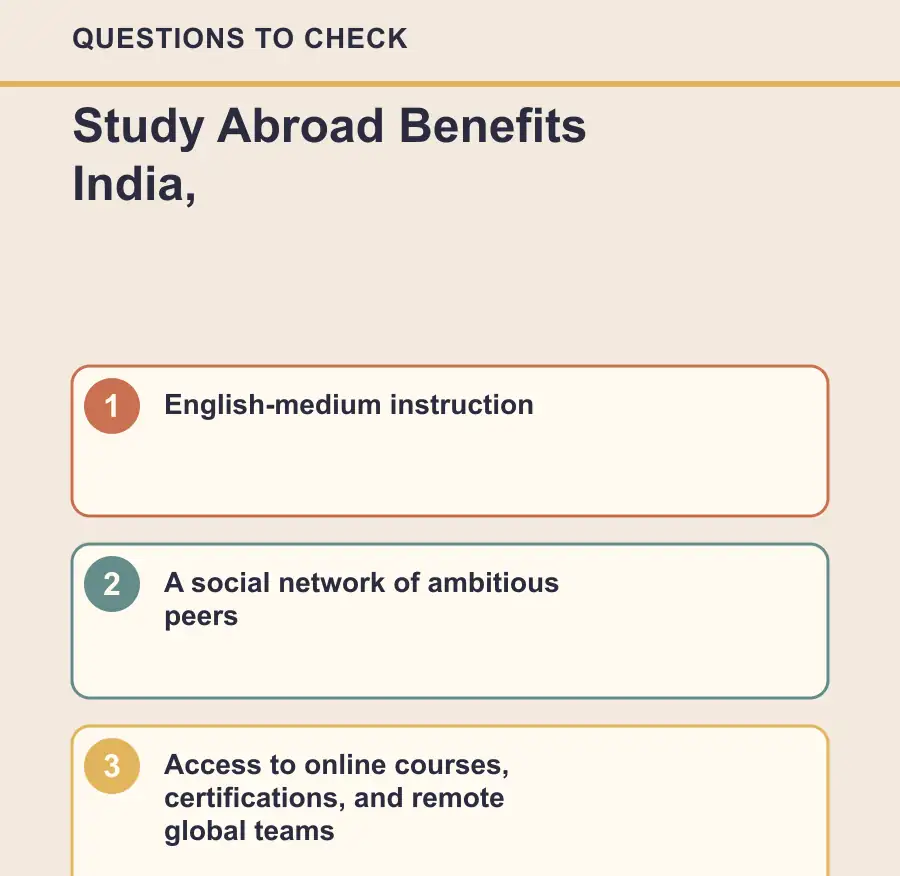 QUESTIONS TO CHECK
Study Abroad Benefits
India,
1
English-medium instruction
2
A social network of ambitious
peers
3
Access to online courses,
certifications, and remote
global teams